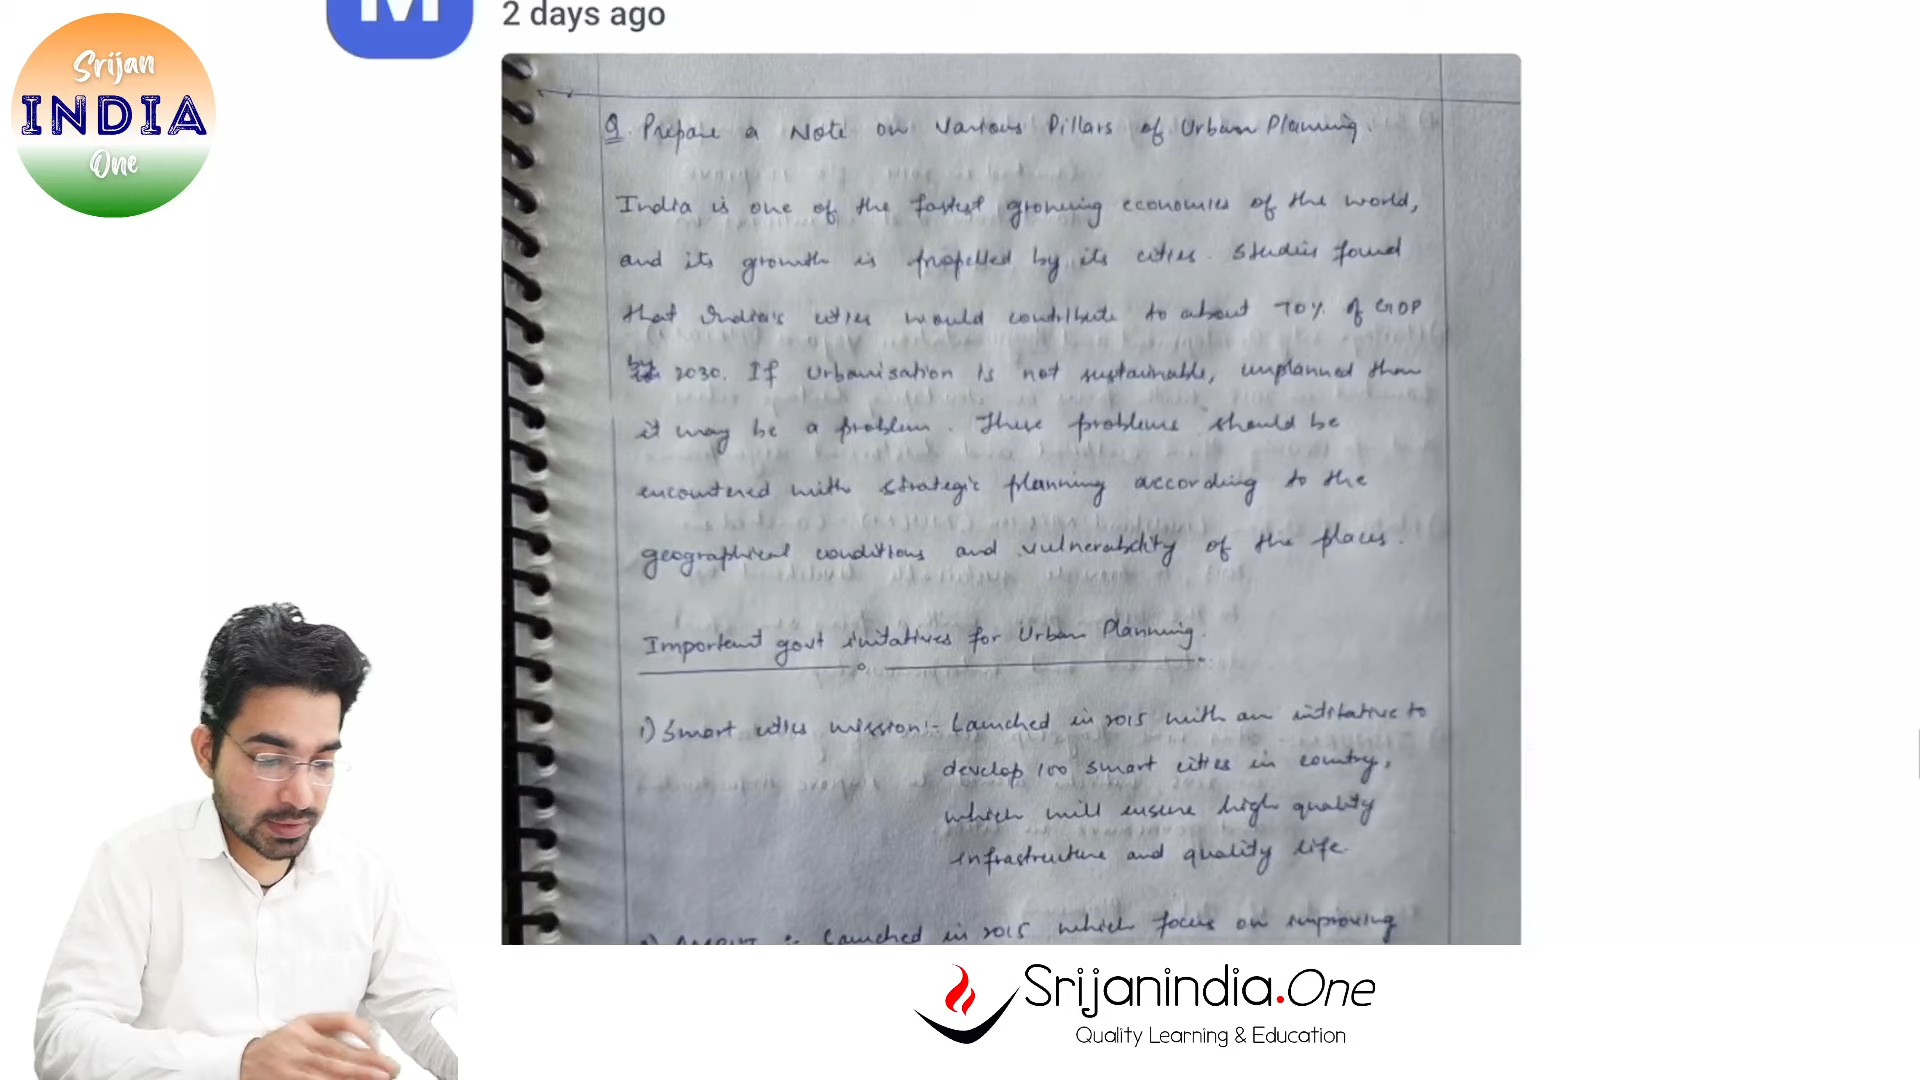 M
2 days ago
Srijan
INDIA
One
Q. Prepare a Note on Various Pillars of Urban Planning.
India is one of the fastest growing economies of the world,
and its growth is propelled by its cities. Studies found
that India's cities would contribute to about 70% of GDP
by 2030. If Urbanisation is not sustainable, unplanned then
it may be a problem. These problems should be
encountered with strategic planning according to the
geographical conditions and vulnerability of the places.
Important govt initatives for Urban Planning.
1) Smart cities mission:- Launched in 2015 with an initiative to
develop 100 smart cities in country,
which will ensure high quality
infrastructure and quality life.
:- Launched in 2015 which focus on improving
Srijanindia.One
Quality Learning & Education